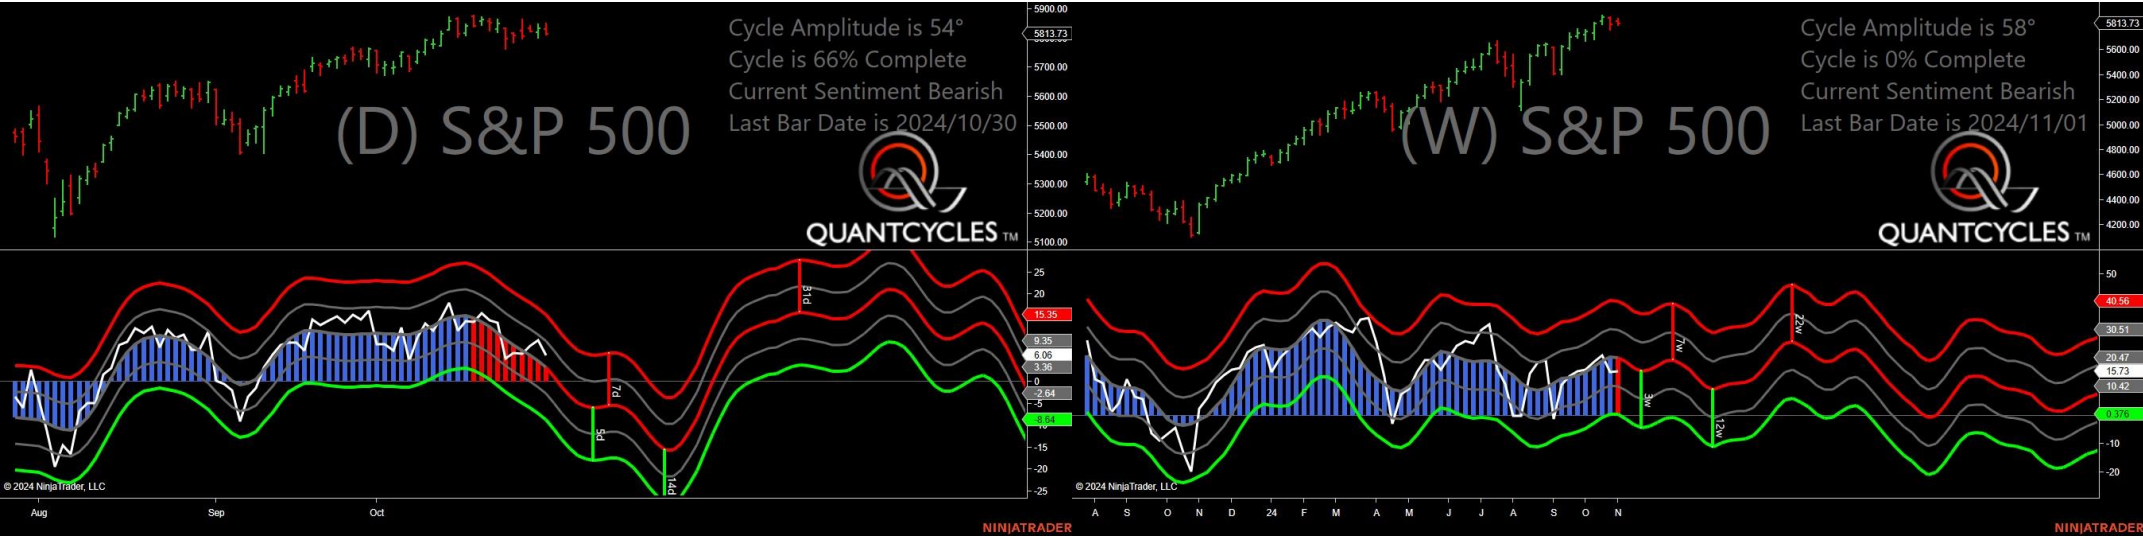 5900.00
Cycle Amplitude is 54°
5813.73
Cycle is 66% Complete
5700.00
Current Sentiment Bearish
5600.00
Last Bar Date is 2024/10/30
(D) S&P 500
5500.00
5400.00
5300.00
5200.00
QUANTCYCLES TM
5100.00
25
20
31d
15.35
9.35
6.06
3.36
0
-2.64
7d
-5
-8.64
5d
-15
-20
14d
-25
© 2024 NinjaTrader, LLC
Aug
Sep
Oct
NINJATRADER
Cycle Amplitude is 58°
5813.73
Cycle is 0% Complete
5600.00
5400.00
Current Sentiment Bearish
5200.00
Last Bar Date is 2024/11/01
(W) S&P 500
5000.00
4800.00
4600.00
4400.00
4200.00
QUANTCYCLES TM
50
40.56
22w
30.51
7w
20.47
15.73
10.42
3w
0.376
12w
-10
-20
© 2024 NinjaTrader, LLC
A S O N D 24 F M A M J J A S O N
NINJATRADER